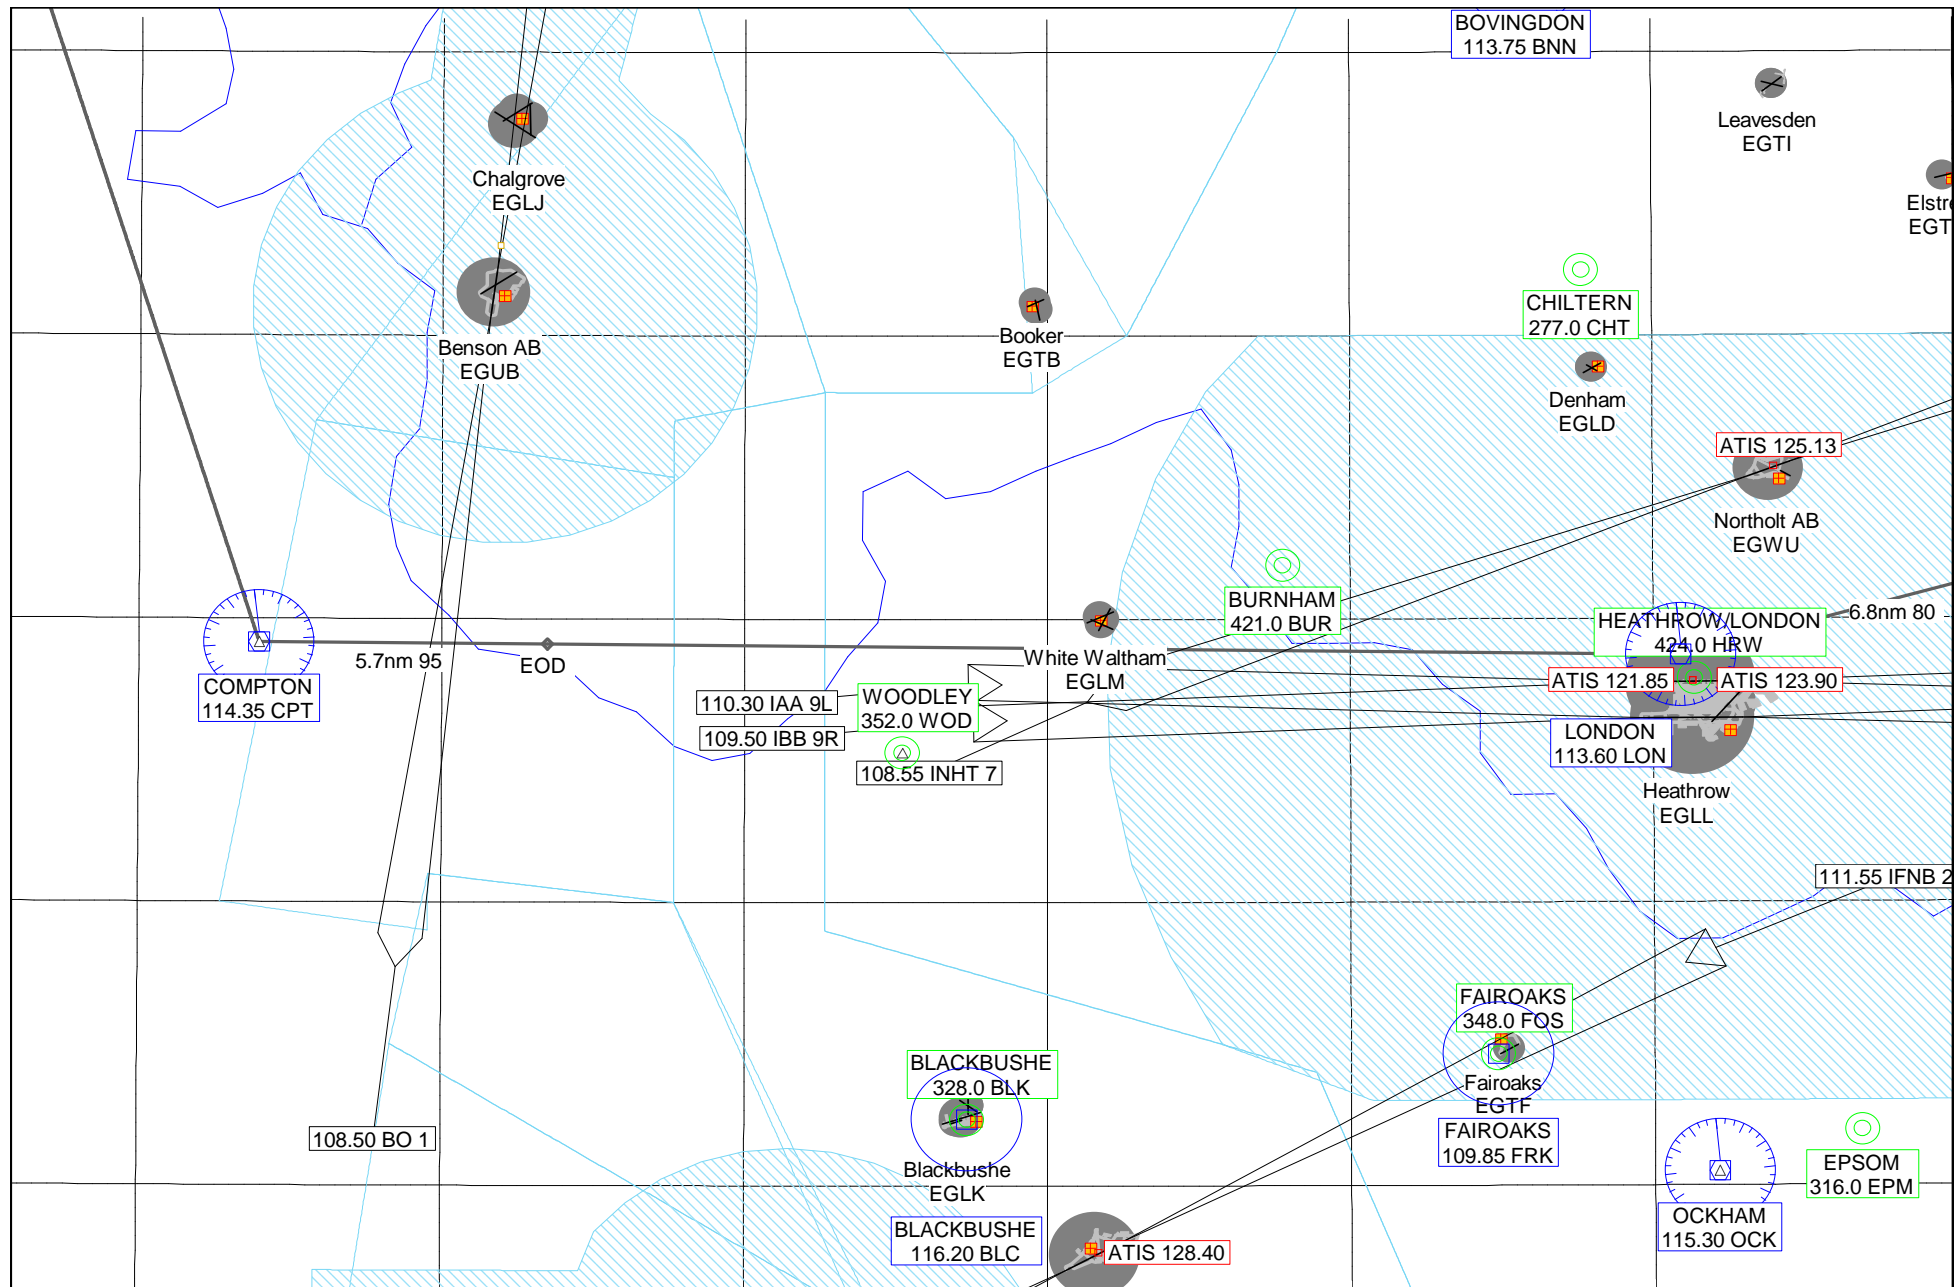 BOVINGDON
113.75 BNN
Leavesden
EGTI
Chalgrove
EGLJ
Elstre
EGT
CHILTERN
277.0 CHT
Booker
EGTB
Benson AB
EGUB
Denham
EGLD
ATIS 125.13
Northolt AB
EGWU
BURNHAM
421.0 BUR
HEATHROW/LONDON
424.0 HRW
6.8nm 80
5.7nm 95
EOD
White Waltham
EGLM
COMPTON
114.35 CPT
110.30 IAA 9L
WOODLEY
352.0 WOD
ATIS 121.85
ATIS 123.90
109.50 IBB 9R
108.55 INHT 7
LONDON
113.60 LON
Heathrow
EGLL
111.55 IFNB 2
FAIROAKS
348.0 FOS
BLACKBUSHE
328.0 BLK
Fairoaks
EGTF
108.50 BO 1
FAIROAKS
109.85 FRK
Blackbushe
EGLK
EPSOM
316.0 EPM
BLACKBUSHE
116.20 BLC
ATIS 128.40
OCKHAM
115.30 OCK